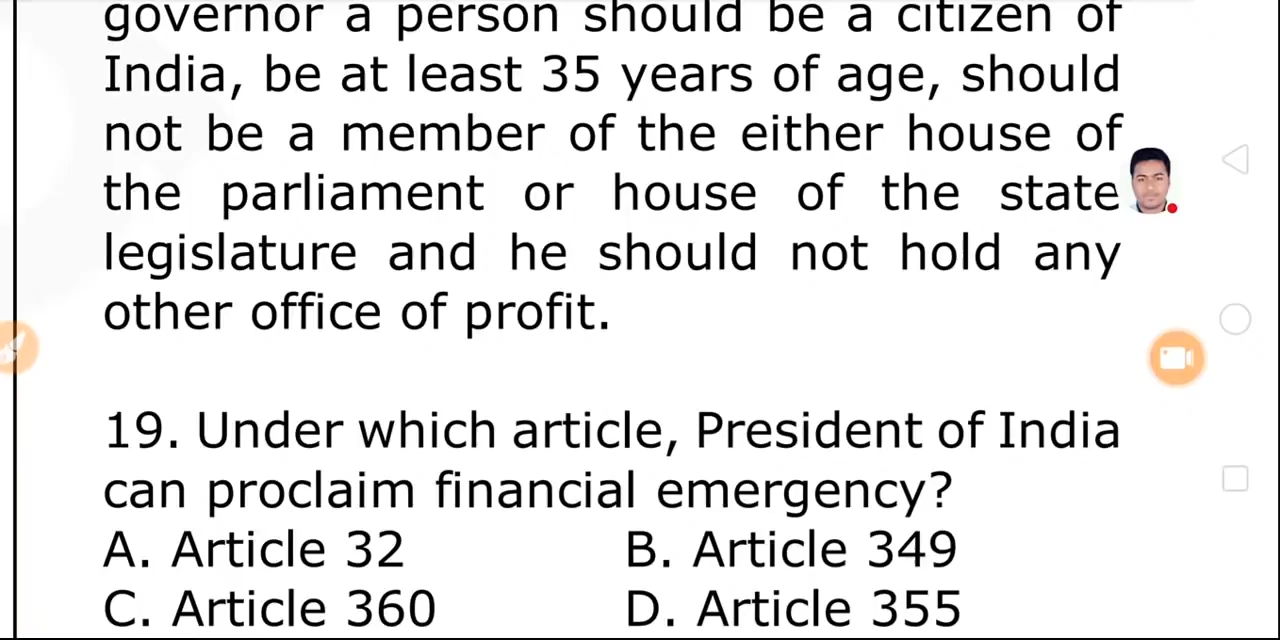 governor a person should be a citizen of
India, be at least 35 years of age, should
not be a member of the either house of
the parliament or house of the state
legislature and he should not hold any
other office of profit.
19. Under which article, President of India
can proclaim financial emergency?
A. Article 32 B. Article 349
C. Article 360 D. Article 355